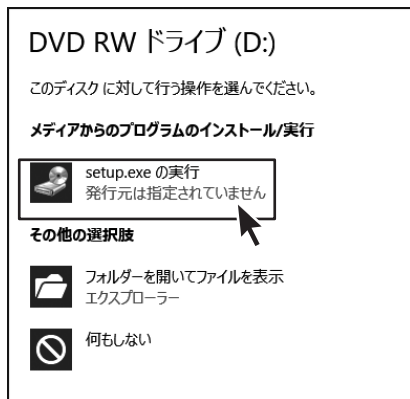 DVD RW ドライブ (D:)
このディスク に対して行う操作を選んでください。
メディアからのプログラムのインストール/実行
setup.exe の実行
発行元は指定されていません
その他の選択肢
フォルダーを開いてファイルを表示
エクスプローラー
何もしない